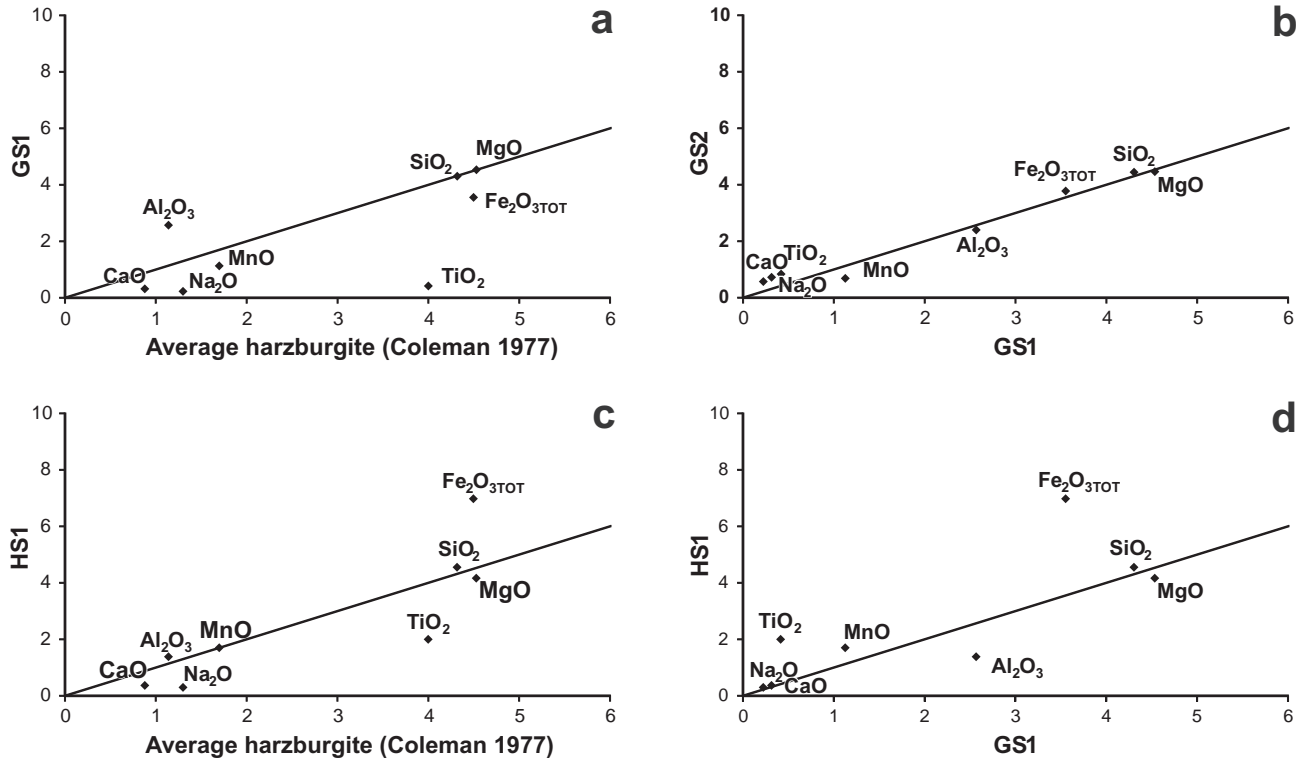 a
10
8
6
4
2
0
GS1
SiO₂
MgO
Al₂O₃
Fe₂O₃TOT
MnO
CaO
Na₂O
TiO₂
0 1 2 3 4 5 6
Average harzburgite (Coleman 1977)
b
10
8
6
4
2
0
GS2
Fe₂O₃TOT
SiO₂
MgO
Al₂O₃
CaO
TiO₂
Na₂O
MnO
0 1 2 3 4 5 6
GS1
c
10
8
6
4
2
0
HS1
Fe₂O₃TOT
SiO₂
MgO
TiO₂
MnO
Al₂O₃
CaO
Na₂O
0 1 2 3 4 5 6
Average harzburgite (Coleman 1977)
d
10
8
6
4
2
0
HS1
Fe₂O₃TOT
SiO₂
MgO
TiO₂
MnO
Al₂O₃
Na₂O
CaO
0 1 2 3 4 5 6
GS1